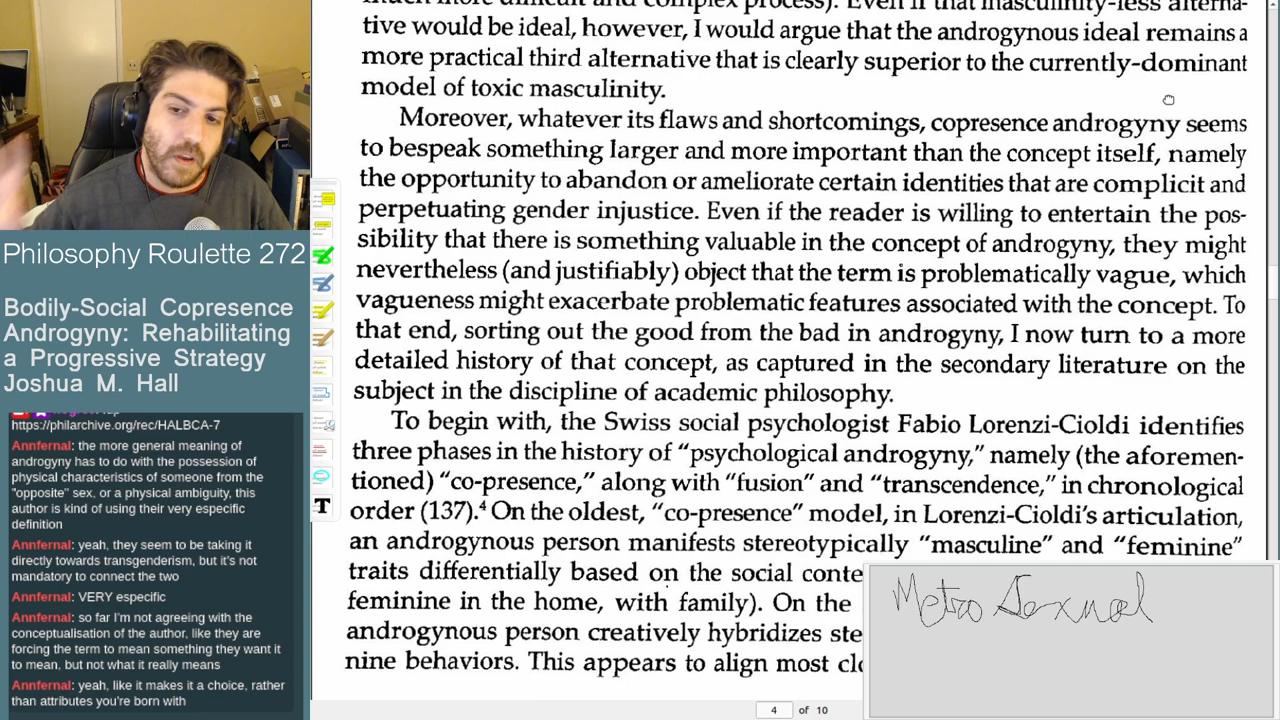 much more difficult and complex process). Even if that masculinity-less alterna-
tive would be ideal, however, I would argue that the androgynous ideal remains a
more practical third alternative that is clearly superior to the currently-dominant
model of toxic masculinity.
Moreover, whatever its flaws and shortcomings, copresence androgyny seems
to bespeak something larger and more important than the concept itself, namely
the opportunity to abandon or ameliorate certain identities that are complicit and
perpetuating gender injustice. Even if the reader is willing to entertain the pos-
sibility that there is something valuable in the concept of androgyny, they might
nevertheless (and justifiably) object that the term is problematically vague, which
vagueness might exacerbate problematic features associated with the concept. To
that end, sorting out the good from the bad in androgyny, I now turn to a more
detailed history of that concept, as captured in the secondary literature on the
subject in the discipline of academic philosophy.
To begin with, the Swiss social psychologist Fabio Lorenzi-Cioldi identifies
three phases in the history of “psychological androgyny,” namely (the aforemen-
tioned) “co-presence,” along with “fusion” and “transcendence,” in chronological
order (137).⁴ On the oldest, “co-presence” model, in Lorenzi-Cioldi’s articulation,
an androgynous person manifests stereotypically “masculine” and “feminine”
traits differentially based on the social conte
feminine in the home, with family). On the
androgynous person creatively hybridizes ste
nine behaviors. This appears to align most clo
Metro Sexual
4 of 10
T
Philosophy Roulette 272
Bodily-Social Copresence
Androgyny: Rehabilitating
a Progressive Strategy
Joshua M. Hall
https://philarchive.org/rec/HALBCA-7
Annfernal: the more general meaning of
androgyny has to do with the possession of
physical characteristics of someone from the
"opposite" sex, or a physical ambiguity, this
author is kind of using their very especific
definition
Annfernal: yeah, they seem to be taking it
directly towards transgenderism, but it's not
mandatory to connect the two
Annfernal: VERY especific
Annfernal: so far I'm not agreeing with the
conceptualisation of the author, like they are
forcing the term to mean something they want it
to mean, but not what it really means
Annfernal: yeah, like it makes it a choice, rather
than attributes you're born with